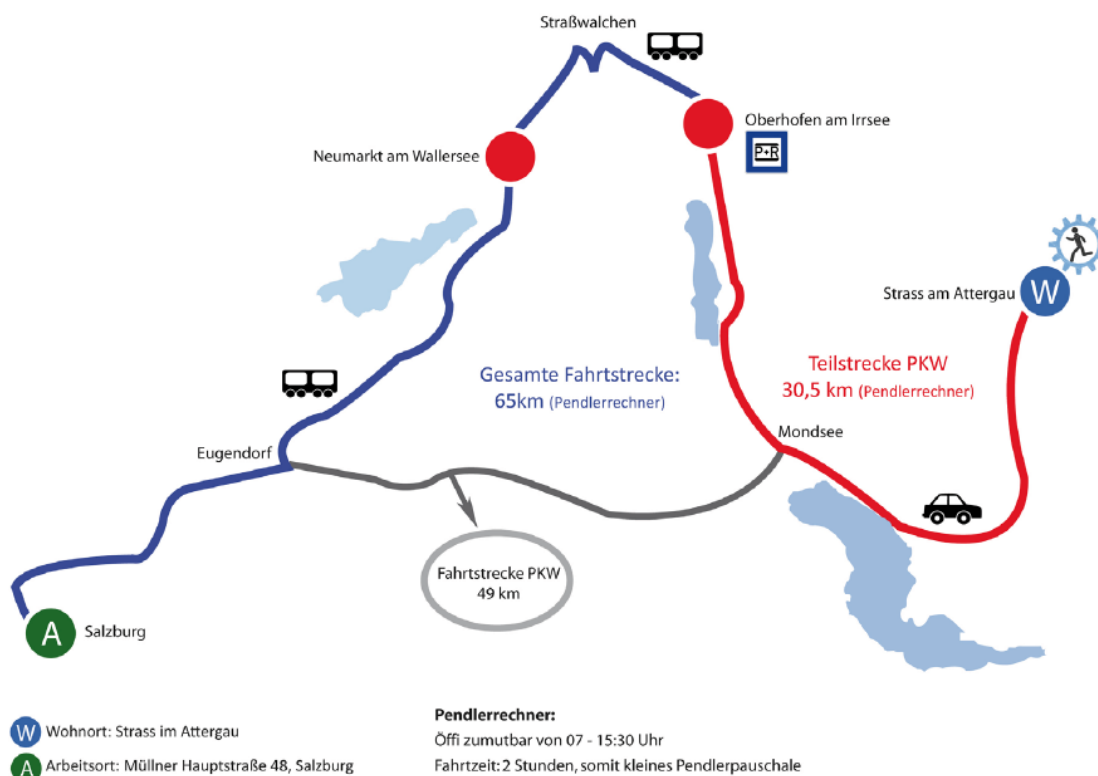 Straßwalchen
Oberhofen am Irrsee
P+R
Neumarkt am Wallersee
Strass am Attergau
W
Gesamte Fahrtstrecke:
65km (Pendlerrechner)
Teilstrecke PKW
30,5 km (Pendlerrechner)
Mondsee
Eugendorf
Fahrtstrecke PKW
49 km
A
Salzburg
W Wohnort: Strass im Attergau
A Arbeitsort: Müllner Hauptstraße 48, Salzburg
Pendlerrechner:
Öffi zumutbar von 07 - 15:30 Uhr
Fahrtzeit: 2 Stunden, somit kleines Pendlerpauschale